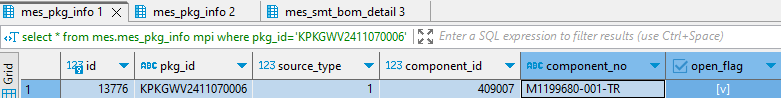 mes_pkg_info 1 mes_pkg_info 2 mes_smt_bom_detail 3
select * from mes.mes_pkg_info mpi where pkg_id='KPKGWV2411070006' Enter a SQL expression to filter results (use Ctrl+Space)
Grid 123 id ABC pkg_id 123 source_type 123 component_id ABC component_no open_flag
1 13776 KPKGWV2411070006 1 409007 M1199680-001-TR [v]